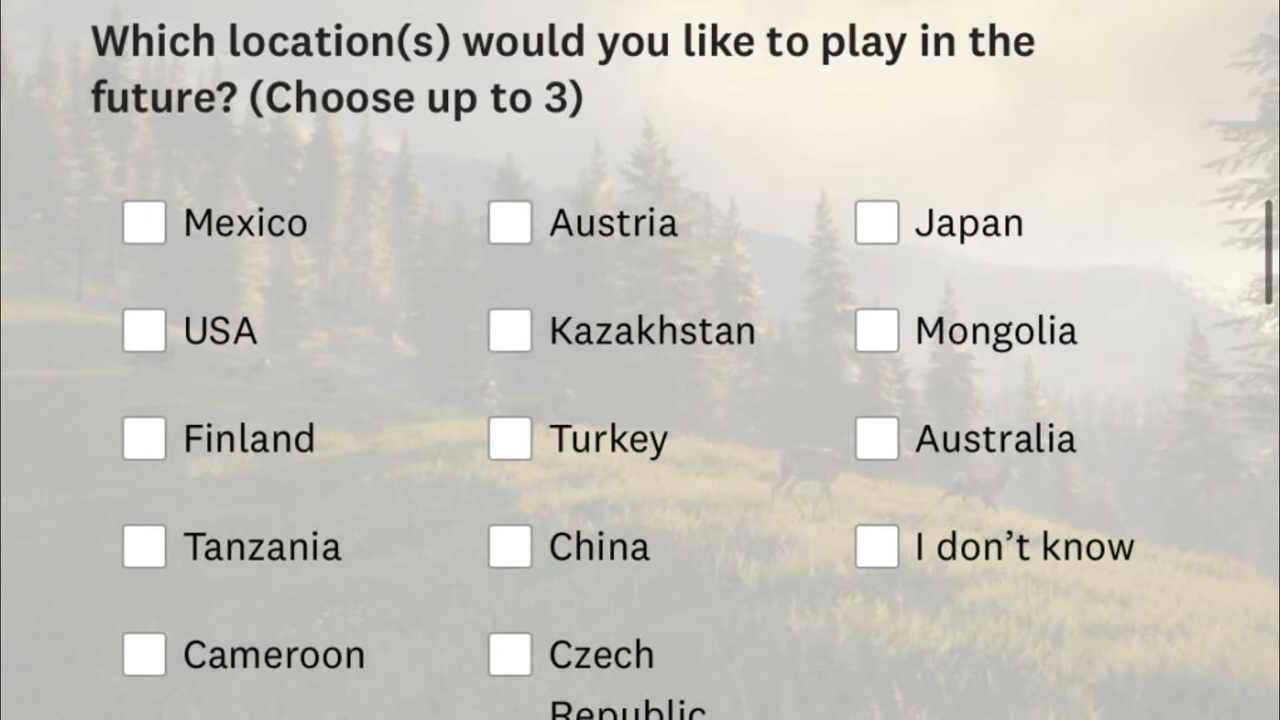 Which location(s) would you like to play in the
future? (Choose up to 3)
Mexico
Austria
Japan
USA
Kazakhstan
Mongolia
Finland
Turkey
Australia
Tanzania
China
I don’t know
Cameroon
Czech
Republic